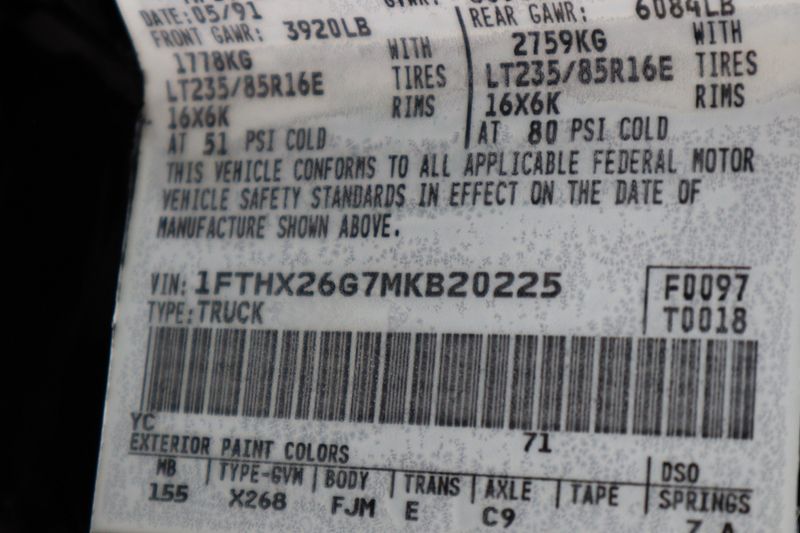 DATE: 05/91
FRONT GAWR: 3920LB REAR GAWR: 6084LB
1778KG WITH 2759KG WITH
LT235/85R16E TIRES LT235/85R16E TIRES
16X6K RIMS 16X6K RIMS
AT 51 PSI COLD AT 80 PSI COLD
THIS VEHICLE CONFORMS TO ALL APPLICABLE FEDERAL MOTOR
VEHICLE SAFETY STANDARDS IN EFFECT ON THE DATE OF
MANUFACTURE SHOWN ABOVE.
VIN: 1FTHX26G7MKB20225 F0097
TYPE: TRUCK T0018
YC 71
EXTERIOR PAINT COLORS DSO
MB TYPE-GVM BODY TRANS AXLE TAPE SPRINGS
155 X268 FJM E C9